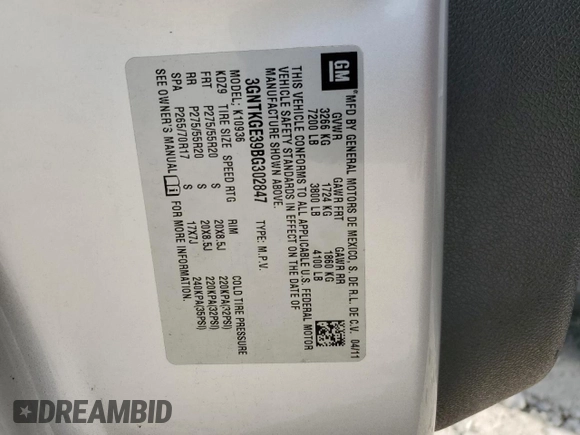 GM
MFD BY GENERAL MOTORS DE MEXICO, S. DE R.L. DE C.V. 04/11
GVWR GAWR FRT GAWR RR
3266 KG 1724 KG 1860 KG
7200 LB 3800 LB 4100 LB
THIS VEHICLE CONFORMS TO ALL APPLICABLE U.S. FEDERAL MOTOR
VEHICLE SAFETY STANDARDS IN EFFECT ON THE DATE OF
MANUFACTURE SHOWN ABOVE.
3GNTKGE39BG302847 TYPE: M.P.V.
MODEL: K10936
KDZ9 TIRE SIZE SPEED RTG RIM COLD TIRE PRESSURE
FRT P275/55R20 S 20X8.5J 220KPA(32PSI)
RR P275/55R20 S 20X8.5J 220KPA(32PSI)
SPA P265/70R17 S 17X7J 240KPA(35PSI)
SEE OWNER'S MANUAL FOR MORE INFORMATION.
DREAMBID